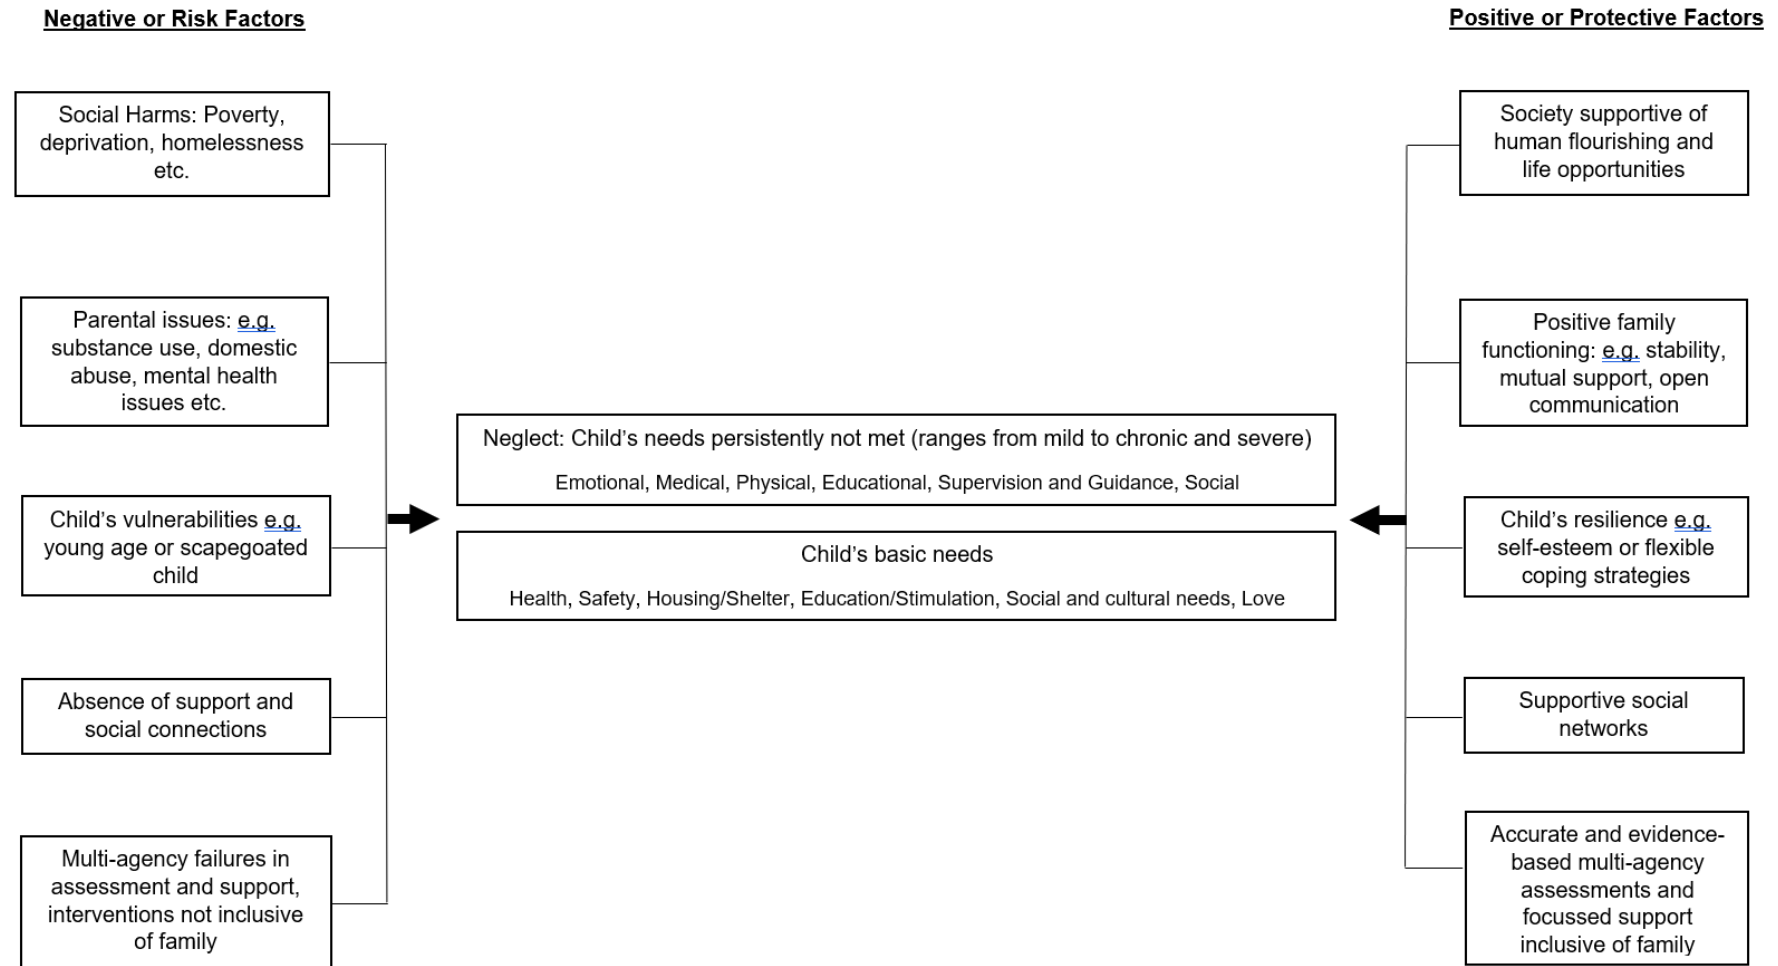 Negative or Risk Factors
Positive or Protective Factors
Social Harms: Poverty,
deprivation, homelessness
etc.
Parental issues: e.g.
substance use, domestic
abuse, mental health
issues etc.
Child’s vulnerabilities e.g.
young age or scapegoated
child
Absence of support and
social connections
Multi-agency failures in
assessment and support,
interventions not inclusive
of family
Neglect: Child’s needs persistently not met (ranges from mild to chronic and severe)
Emotional, Medical, Physical, Educational, Supervision and Guidance, Social
Child’s basic needs
Health, Safety, Housing/Shelter, Education/Stimulation, Social and cultural needs, Love
Society supportive of
human flourishing and
life opportunities
Positive family
functioning: e.g. stability,
mutual support, open
communication
Child’s resilience e.g.
self-esteem or flexible
coping strategies
Supportive social
networks
Accurate and evidence-
based multi-agency
assessments and
focussed support
inclusive of family